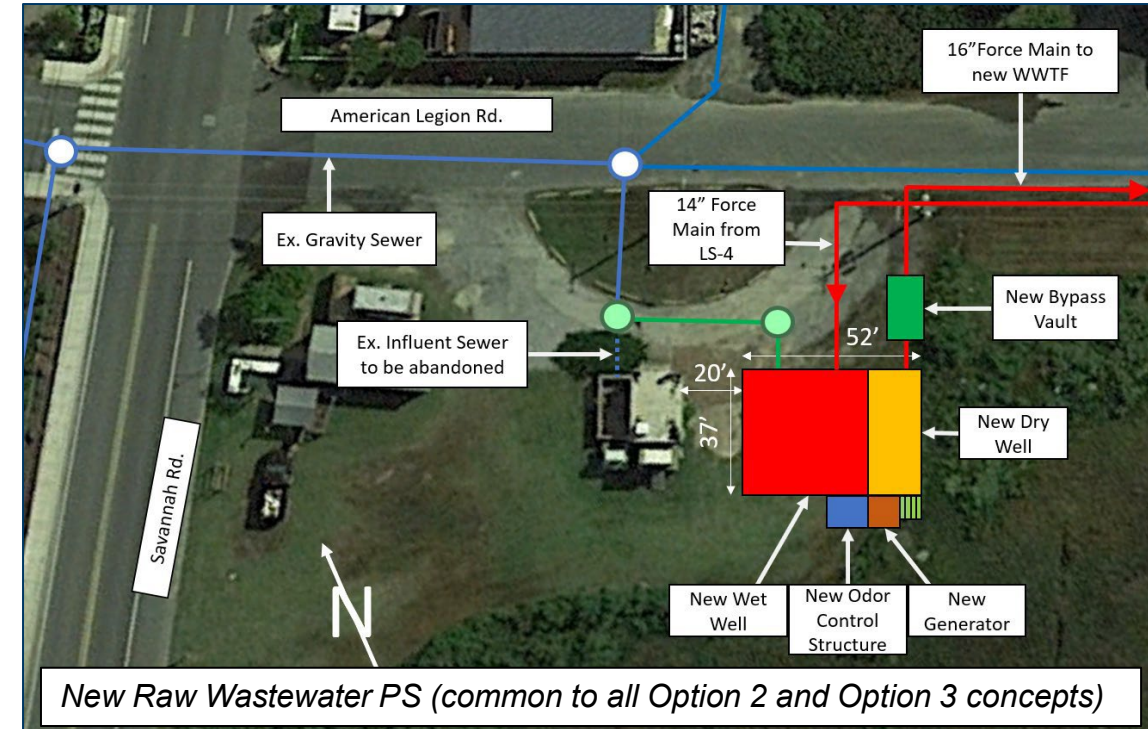 16”Force Main to
new WWTF
American Legion Rd.
14” Force
Main from
LS-4
Ex. Gravity Sewer
New Bypass
Vault
Ex. Influent Sewer
to be abandoned
52’
20’
37’
New Dry
Well
Savannah Rd.
N
New Wet
Well
New Odor
Control
Structure
New
Generator
New Raw Wastewater PS (common to all Option 2 and Option 3 concepts)